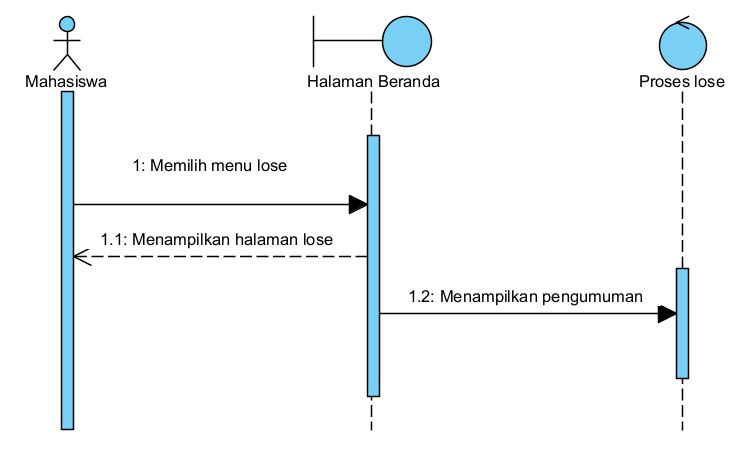 Mahasiswa
Halaman Beranda
Proses lose
1: Memilih menu lose
1.1: Menampilkan halaman lose
1.2: Menampilkan pengumuman